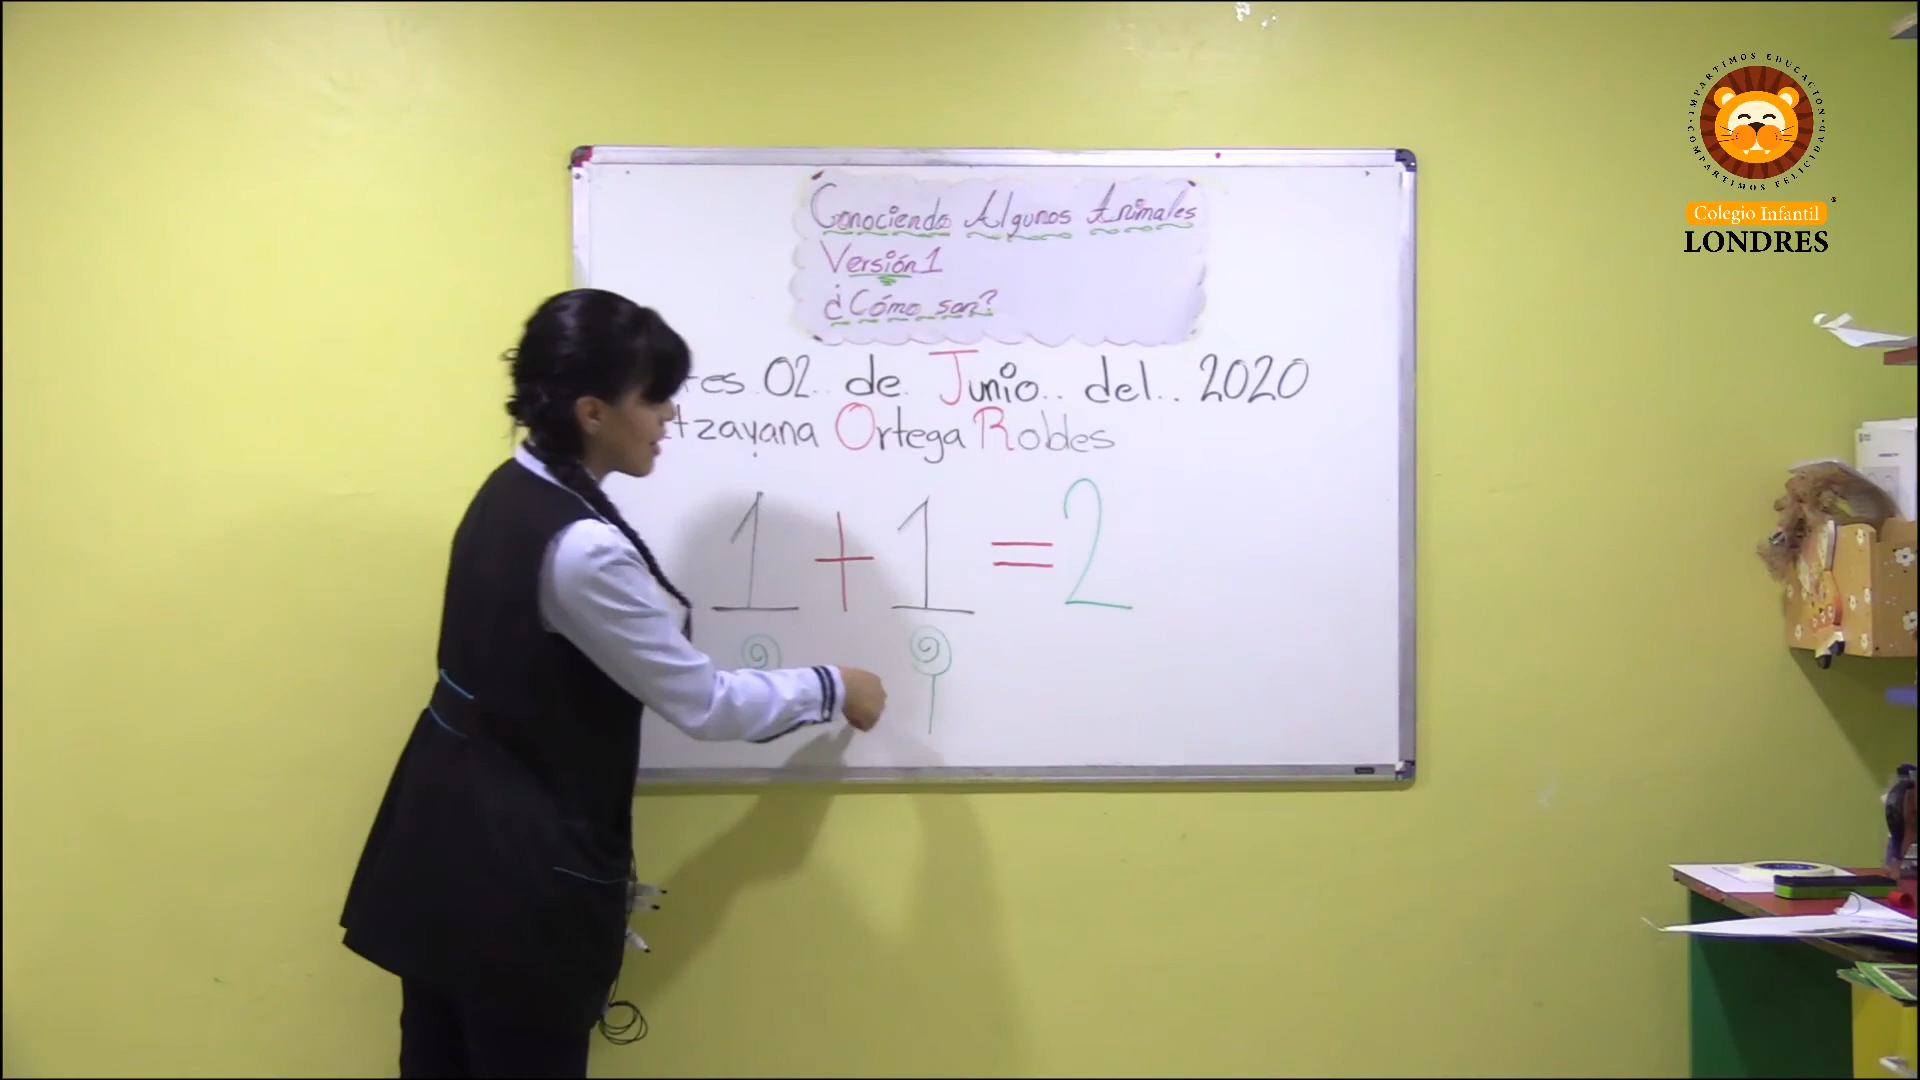 Conociendo Algunos Animales
Versión 1
¿Cómo son?
tes 02 de Junio del 2020
tzayana Ortega Robles
1 + 1 = 2
IMPARTIMOS EDUCACION
COMPARTIMOS FELICIDAD
Colegio Infantil
LONDRES